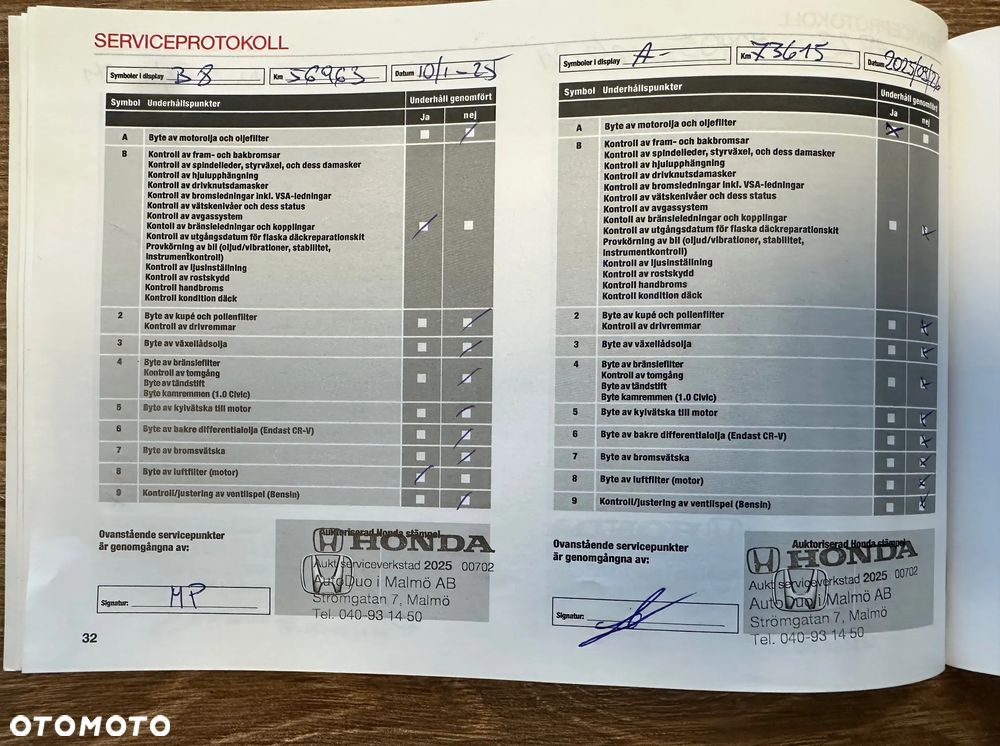 SERVICEPROTOKOLL
Symboler i display B 8 Km 56963 Datum 10/1-25
Symbol Underhållspunkter Underhåll genomfört
Ja nej
A Byte av motorolja och oljefilter
B Kontroll av fram- och bakbromsar
Kontroll av spindelleder, styrväxel, och dess damasker
Kontroll av hjulupphängning
Kontroll av drivknutsdamasker
Kontroll av bromsledningar inkl. VSA-ledningar
Kontroll av vätskenivåer och dess status
Kontroll av avgassystem
Kontoll av bränsleledningar och kopplingar
Kontroll av utgångsdatum för flaska däckreparationskit
Provkörning av bil (oljud/vibrationer, stabilitet,
Instrumentkontroll)
Kontroll av ljusinställning
Kontroll av rostskydd
Kontroll handbroms
Kontroll kondition däck
2 Byte av kupé och pollenfilter
Kontroll av drivremmar
3 Byte av växellådsolja
4 Byte av bränslefilter
Kontroll av tomgång
Byte av tändstift
Byte kamremmen (1.0 Civic)
5 Byte av kylvätska till motor
6 Byte av bakre differentialolja (Endast CR-V)
7 Byte av bromsvätska
8 Byte av luftfilter (motor)
9 Kontroll/justering av ventilspel (Bensin)
Ovanstående servicepunkter
är genomgångna av:
Signatur: MP
Auktoriserad Honda stämpel
HONDA
Aukt serviceverkstad 2025 00702
AutoDuo i Malmö AB
Strömgatan 7, Malmö
Tel. 040-93 14 50
32
Symboler i display A- Km 73615 Datum
Symbol Underhållspunkter Underhåll genomfört
Ja nej
A Byte av motorolja och oljefilter
B Kontroll av fram- och bakbromsar
Kontroll av spindelleder, styrväxel, och dess damasker
Kontroll av hjulupphängning
Kontroll av drivknutsdamasker
Kontroll av bromsledningar inkl. VSA-ledningar
Kontroll av vätskenivåer och dess status
Kontroll av avgassystem
Kontoll av bränsleledningar och kopplingar
Kontroll av utgångsdatum för flaska däckreparationskit
Provkörning av bil (oljud/vibrationer, stabilitet,
Instrumentkontroll)
Kontroll av ljusinställning
Kontroll av rostskydd
Kontroll handbroms
Kontroll kondition däck
2 Byte av kupé och pollenfilter
Kontroll av drivremmar
3 Byte av växellådsolja
4 Byte av bränslefilter
Kontroll av tomgång
Byte av tändstift
Byte kamremmen (1.0 Civic)
5 Byte av kylvätska till motor
6 Byte av bakre differentialolja (Endast CR-V)
7 Byte av bromsvätska
8 Byte av luftfilter (motor)
9 Kontroll/justering av ventilspel (Bensin)
Ovanstående servicepunkter
är genomgångna av:
Signatur:
Auktoriserad Honda stämpel
HONDA
Aukt serviceverkstad 2025 00702
AutoDuo i Malmö AB
Strömgatan 7, Malmö
Tel. 040-93 14 50
OTOMOTO